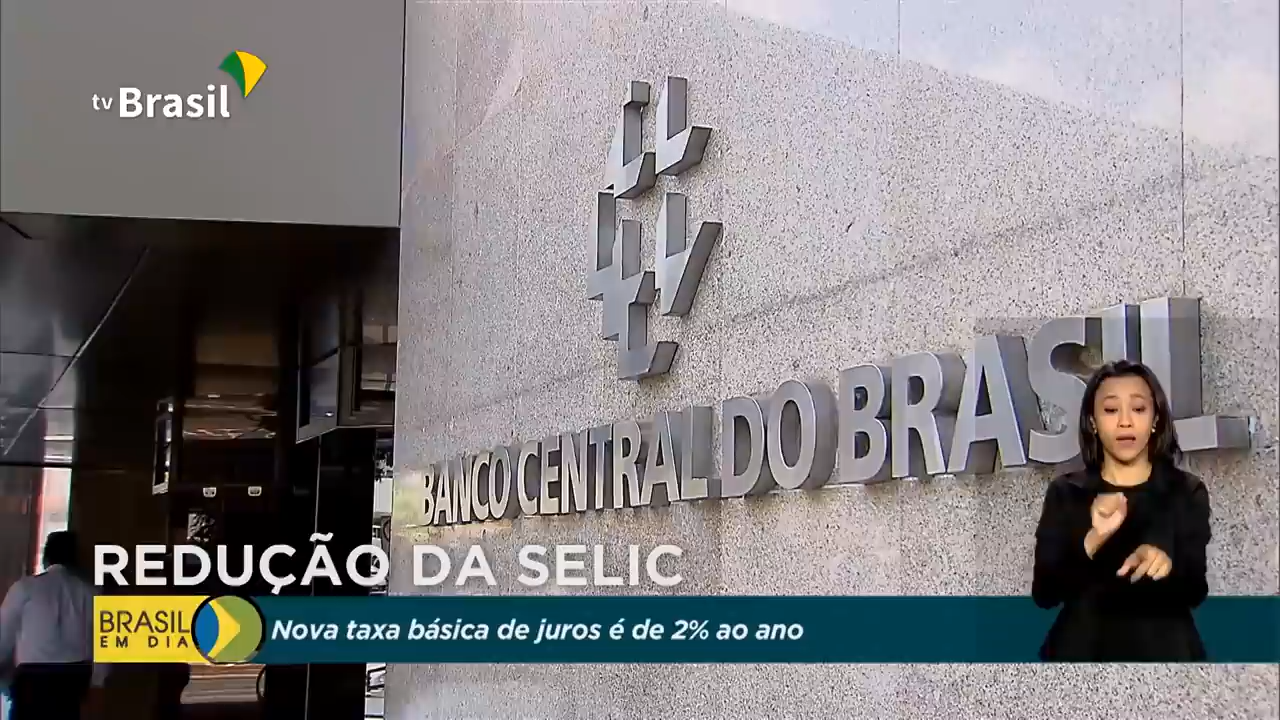 tv Brasil
BANCO CENTRAL DO BRASIL
REDUÇÃO DA SELIC
BRASIL
EM DIA
Nova taxa básica de juros é de 2% ao ano